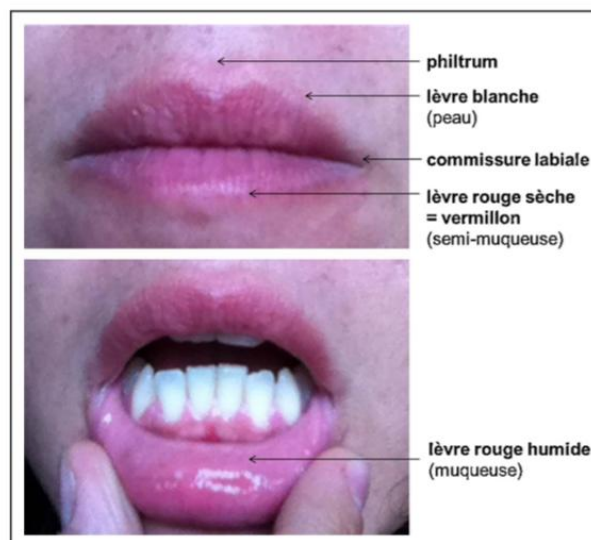 philtrum
lèvre blanche
(peau)
commissure labiale
lèvre rouge sèche
= vermillon
(semi-muqueuse)
lèvre rouge humide
(muqueuse)